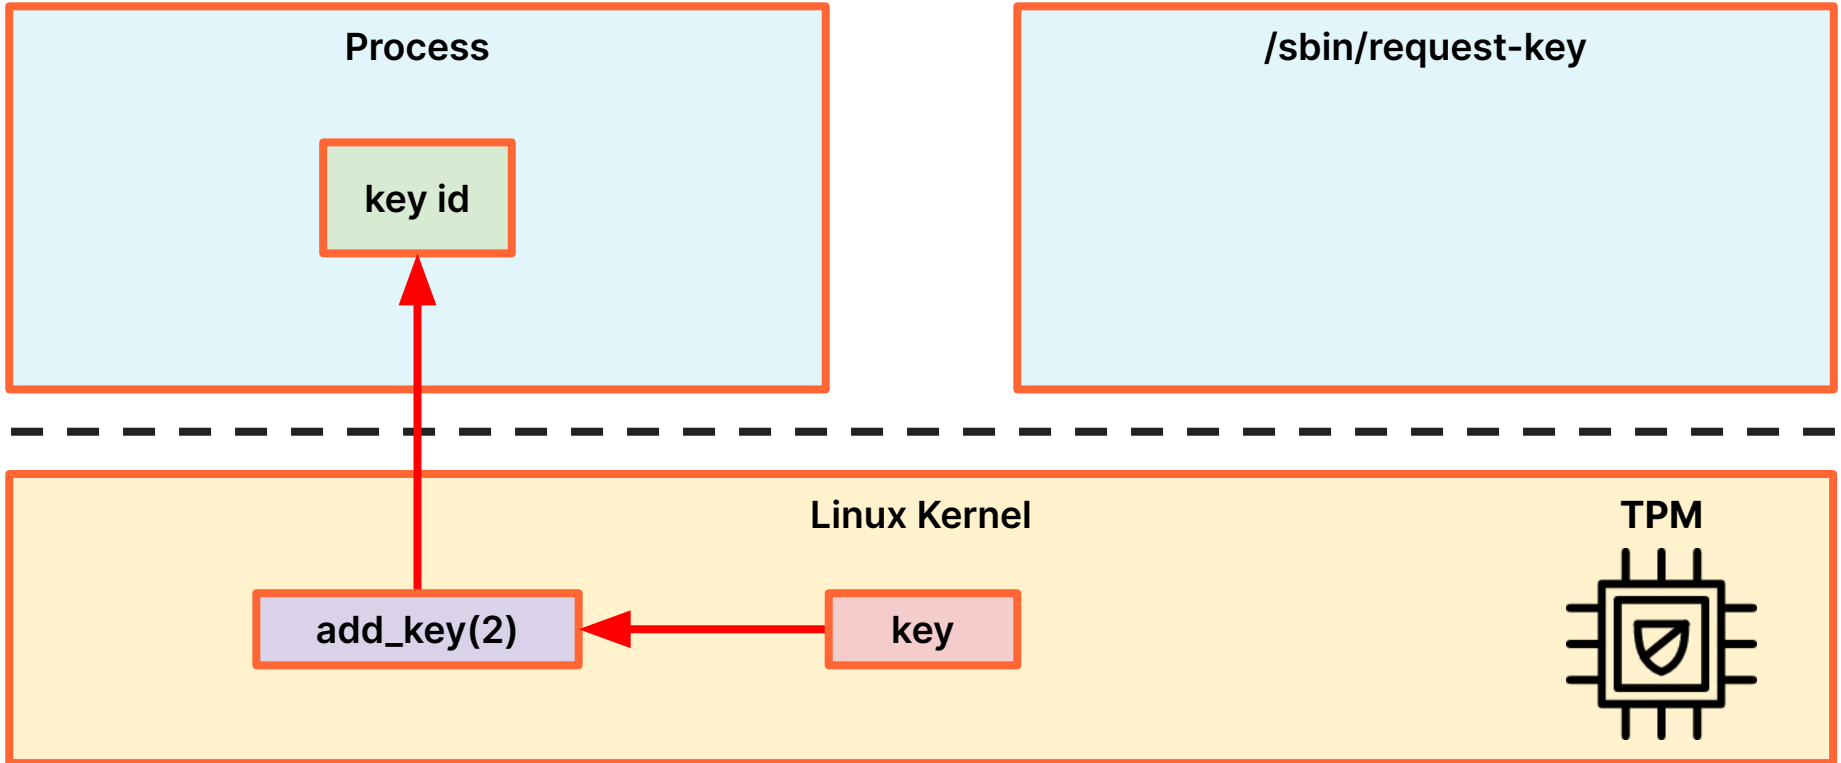 Process
/sbin/request-key
key id
Linux Kernel
TPM
add_key(2)
key